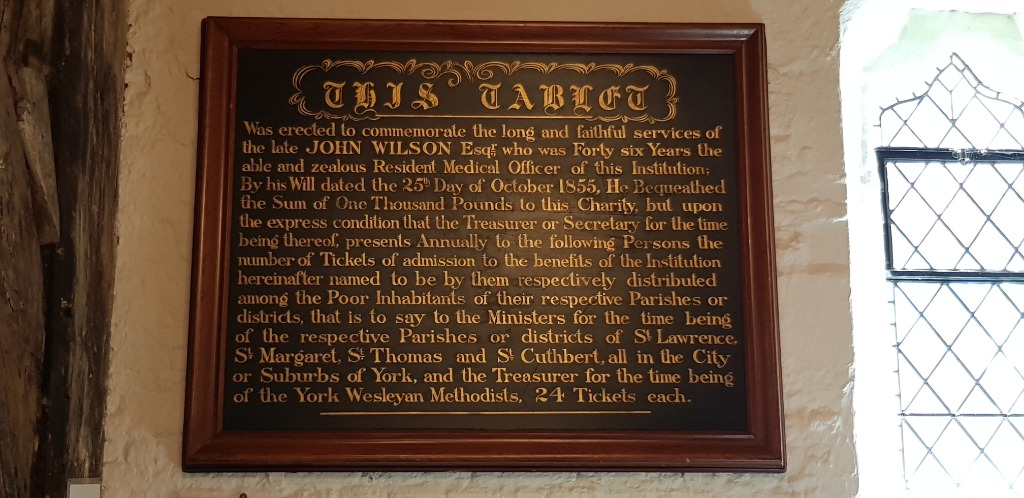 THIS TABLET
Was erected to commemorate the long and faithful services of
the late JOHN WILSON Esqr. who was Forty six Years the
able and zealous Resident Medical Officer of this Institution;
By his Will dated the 25th Day of October 1855, He Bequeathed
the Sum of One Thousand Pounds to this Charity, but upon
the express condition that the Treasurer or Secretary for the time
being thereof, presents Annually to the following Persons the
number of Tickets of admission to the benefits of the Institution
hereinafter named to be by them respectively distributed
among the Poor Inhabitants of their respective Parishes or
districts, that is to say to the Ministers for the time being
of the respective Parishes or districts of St. Lawrence.
St. Margaret, St. Thomas and St. Cuthbert, all in the City
or Suburbs of York, and the Treasurer for the time being
of the York Wesleyan Methodists, 24 Tickets each.